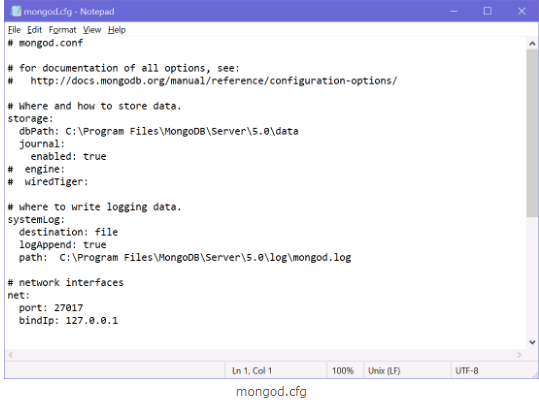 mongod.cfg - Notepad
File Edit Format View Help
# mongod.conf
# for documentation of all options, see:
#   http://docs.mongodb.org/manual/reference/configuration-options/
# Where and how to store data.
storage:
  dbPath: C:\Program Files\MongoDB\Server\5.0\data
  journal:
    enabled: true
#  engine:
#  wiredTiger:
# where to write logging data.
systemLog:
  destination: file
  logAppend: true
  path:  C:\Program Files\MongoDB\Server\5.0\log\mongod.log
# network interfaces
net:
  port: 27017
  bindIp: 127.0.0.1
Ln 1, Col 1 100% Unix (LF) UTF-8
mongod.cfg